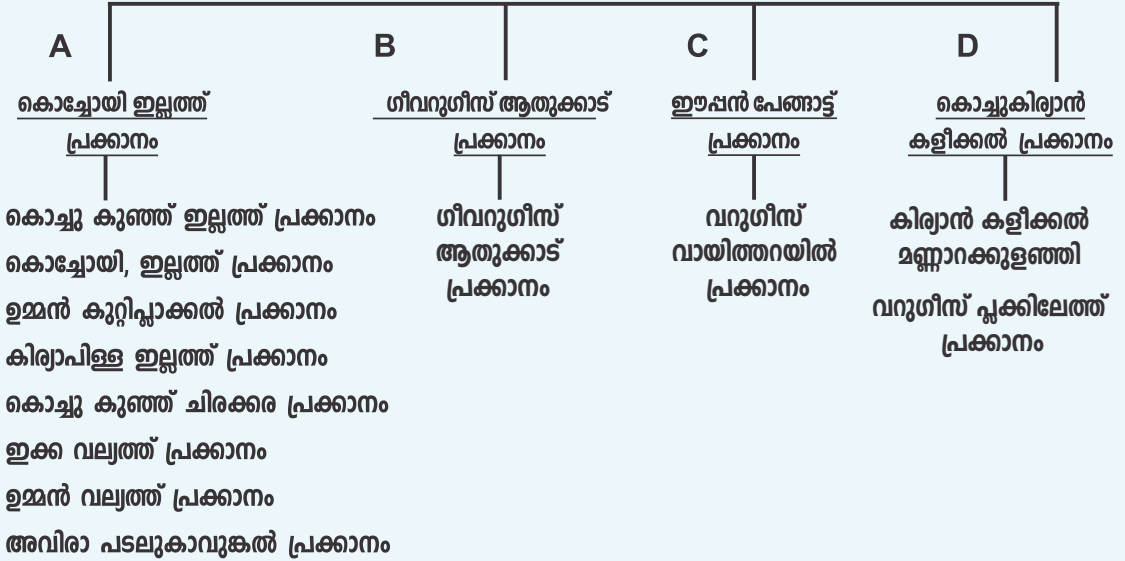 A
കൊച്ചോയി ഇല്ലത്ത്
പ്രക്കാനം
കൊച്ചു കുഞ്ഞ് ഇല്ലത്ത് പ്രക്കാനം
കൊച്ചോയി, ഇല്ലത്ത് പ്രക്കാനം
ഉമ്മൻ കുറ്റിപ്ലാക്കൽ പ്രക്കാനം
കിര്യാപിള്ള ഇല്ലത്ത് പ്രക്കാനം
കൊച്ചു കുഞ്ഞ് ചിരക്കര പ്രക്കാനം
ഇക്ക വല്യത്ത് പ്രക്കാനം
ഉമ്മൻ വല്യത്ത് പ്രക്കാനം
അവിരാ പടലുകാവുങ്കൽ പ്രക്കാനം
B
ഗീവറുഗീസ് ആതുക്കാട്
പ്രക്കാനം
ഗീവറുഗീസ്
ആതുക്കാട്
പ്രക്കാനം
C
ഈപ്പൻ പേങ്ങാട്ട്
പ്രക്കാനം
വറുഗീസ്
വായിത്തറയിൽ
പ്രക്കാനം
D
കൊച്ചുകിര്യാൻ
കളീക്കൽ പ്രക്കാനം
കിര്യാൻ കളീക്കൽ
മണ്ണാറക്കുളഞ്ഞി
വറുഗീസ് പ്ലക്കിലേത്ത്
പ്രക്കാനം